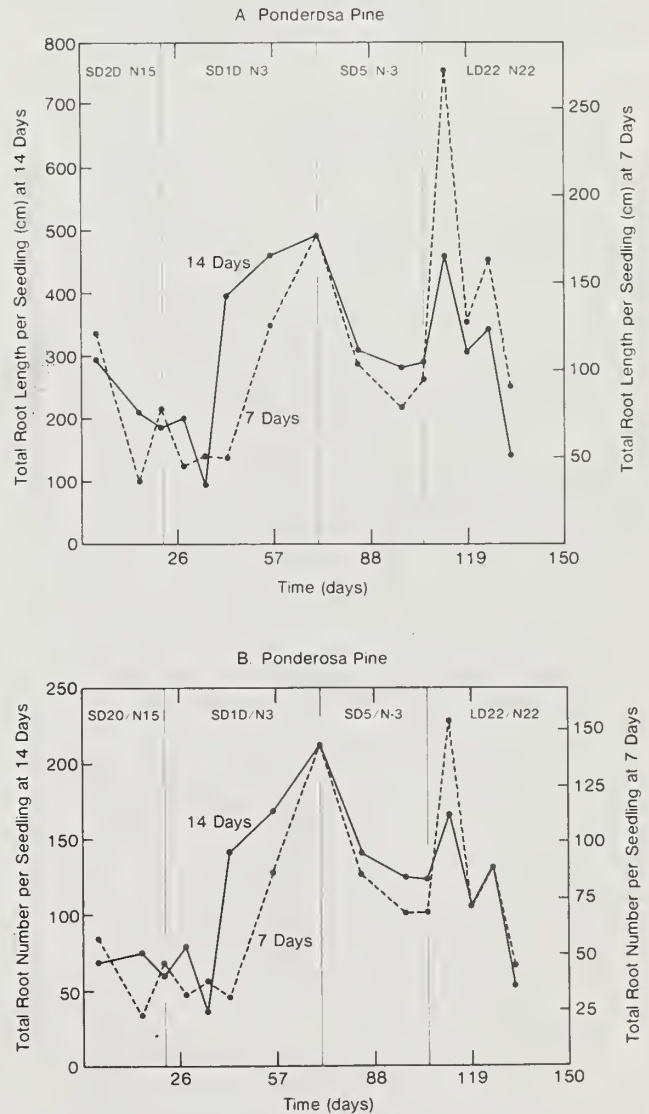 A Ponderosa Pine
800
700
600
500
400
300
200
100
0
Total Root Length per Seedling (cm) at 14 Days
SD2D N15
SD1D N3
SD5 N-3
LD22 N22
14 Days
7 Days
250
200
150
100
50
Total Root Length per Seedling (cm) at 7 Days
26
57
88
119
150
Time (days)
B. Ponderosa Pine
250
200
150
100
50
0
Total Root Number per Seedling at 14 Days
SD20/N15
SD1D/N3
SD5/N-3
LD22/N22
14 Days
7 Days
150
125
100
75
50
25
Total Root Number per Seedling at 7 Days
26
57
88
119
150
Time (days)